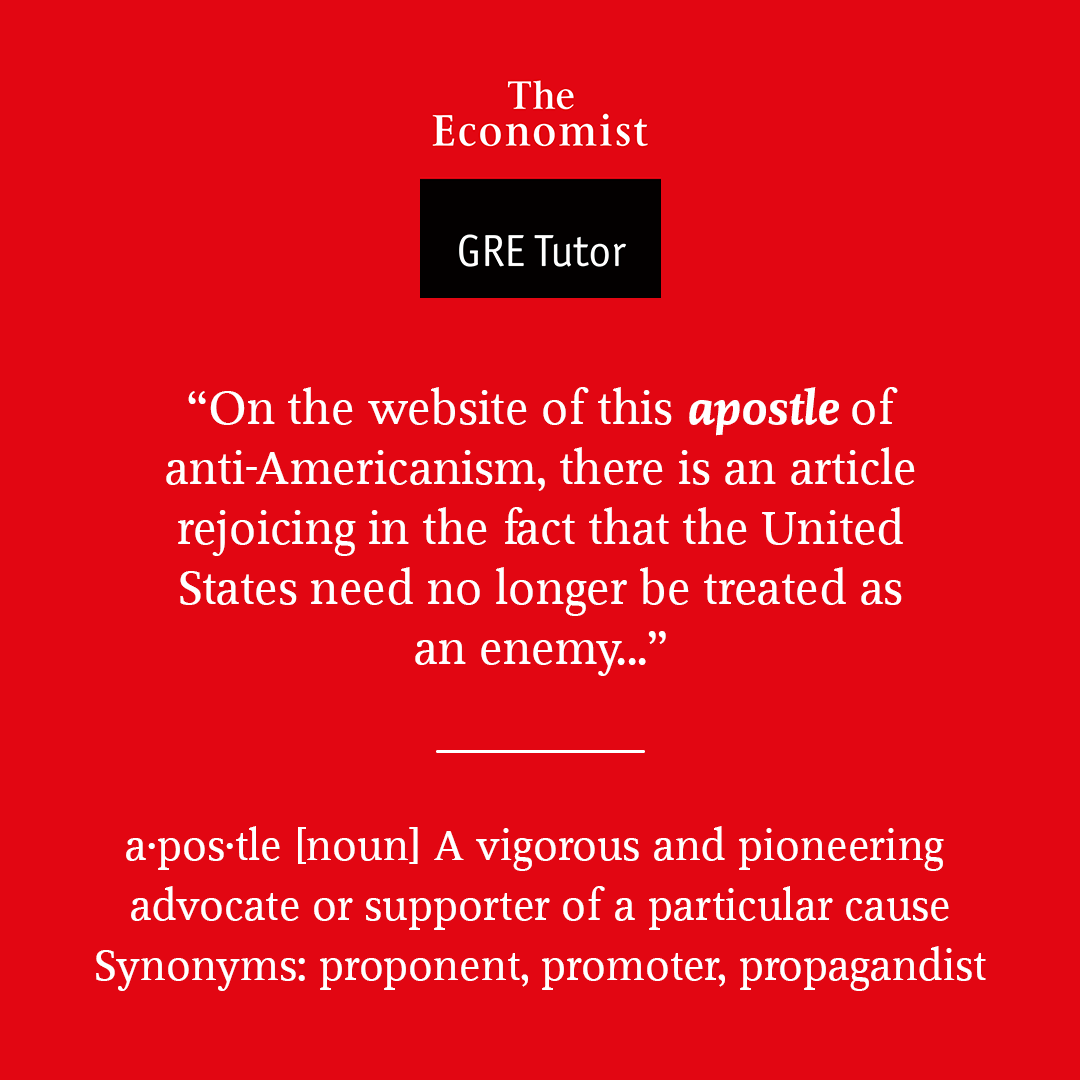 The
Economist
GRE Tutor
“On the website of this apostle of
anti-Americanism, there is an article
rejoicing in the fact that the United
States need no longer be treated as
an enemy...”
a·pos·tle [noun] A vigorous and pioneering
advocate or supporter of a particular cause
Synonyms: proponent, promoter, propagandist